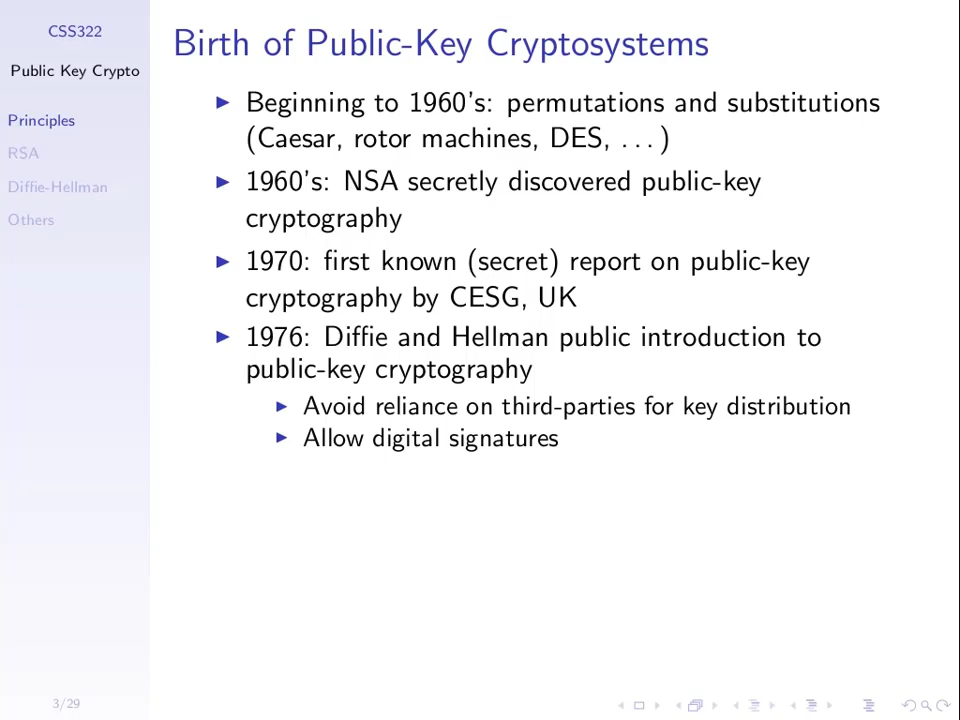 CSS322
Public Key Crypto
Principles
RSA
Diffie-Hellman
Others
3/29
Birth of Public-Key Cryptosystems
Beginning to 1960's: permutations and substitutions
(Caesar, rotor machines, DES, . . . )
1960's: NSA secretly discovered public-key
cryptography
1970: first known (secret) report on public-key
cryptography by CESG, UK
1976: Diffie and Hellman public introduction to
public-key cryptography
Avoid reliance on third-parties for key distribution
Allow digital signatures